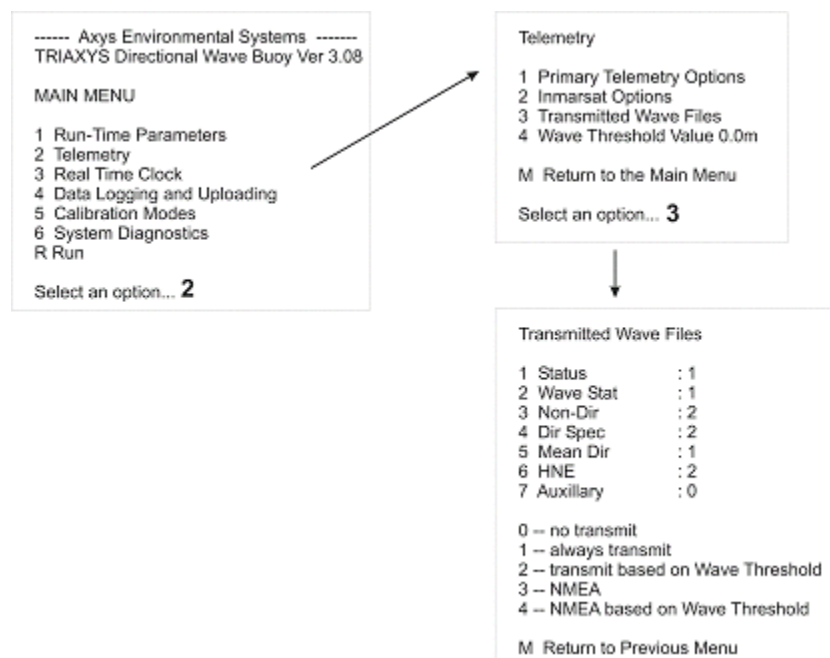 ------ Axys Environmental Systems -------
TRIAXYS Directional Wave Buoy Ver 3.08
MAIN MENU
1 Run-Time Parameters
2 Telemetry
3 Real Time Clock
4 Data Logging and Uploading
5 Calibration Modes
6 System Diagnostics
R Run
Select an option... 2
Telemetry
1 Primary Telemetry Options
2 Inmarsat Options
3 Transmitted Wave Files
4 Wave Threshold Value 0.0m
M Return to the Main Menu
Select an option... 3
Transmitted Wave Files
1 Status : 1
2 Wave Stat : 1
3 Non-Dir : 2
4 Dir Spec : 2
5 Mean Dir : 1
6 HNE : 2
7 Auxillary : 0
0 -- no transmit
1 -- always transmit
2 -- transmit based on Wave Threshold
3 -- NMEA
4 -- NMEA based on Wave Threshold
M Return to Previous Menu